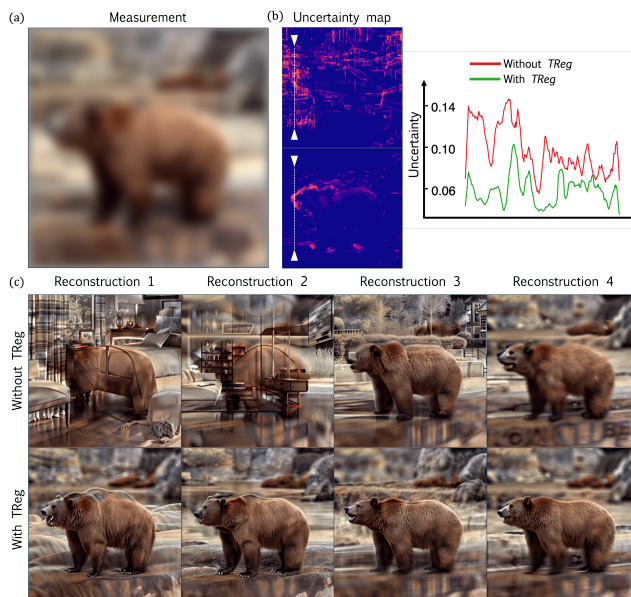 (a)
Measurement
(b)
Uncertainty map
Without TReg
With TReg
Uncertainty
0.14
0.10
0.06
(c)
Reconstruction 1
Reconstruction 2
Reconstruction 3
Reconstruction 4
Without TReg
With TReg